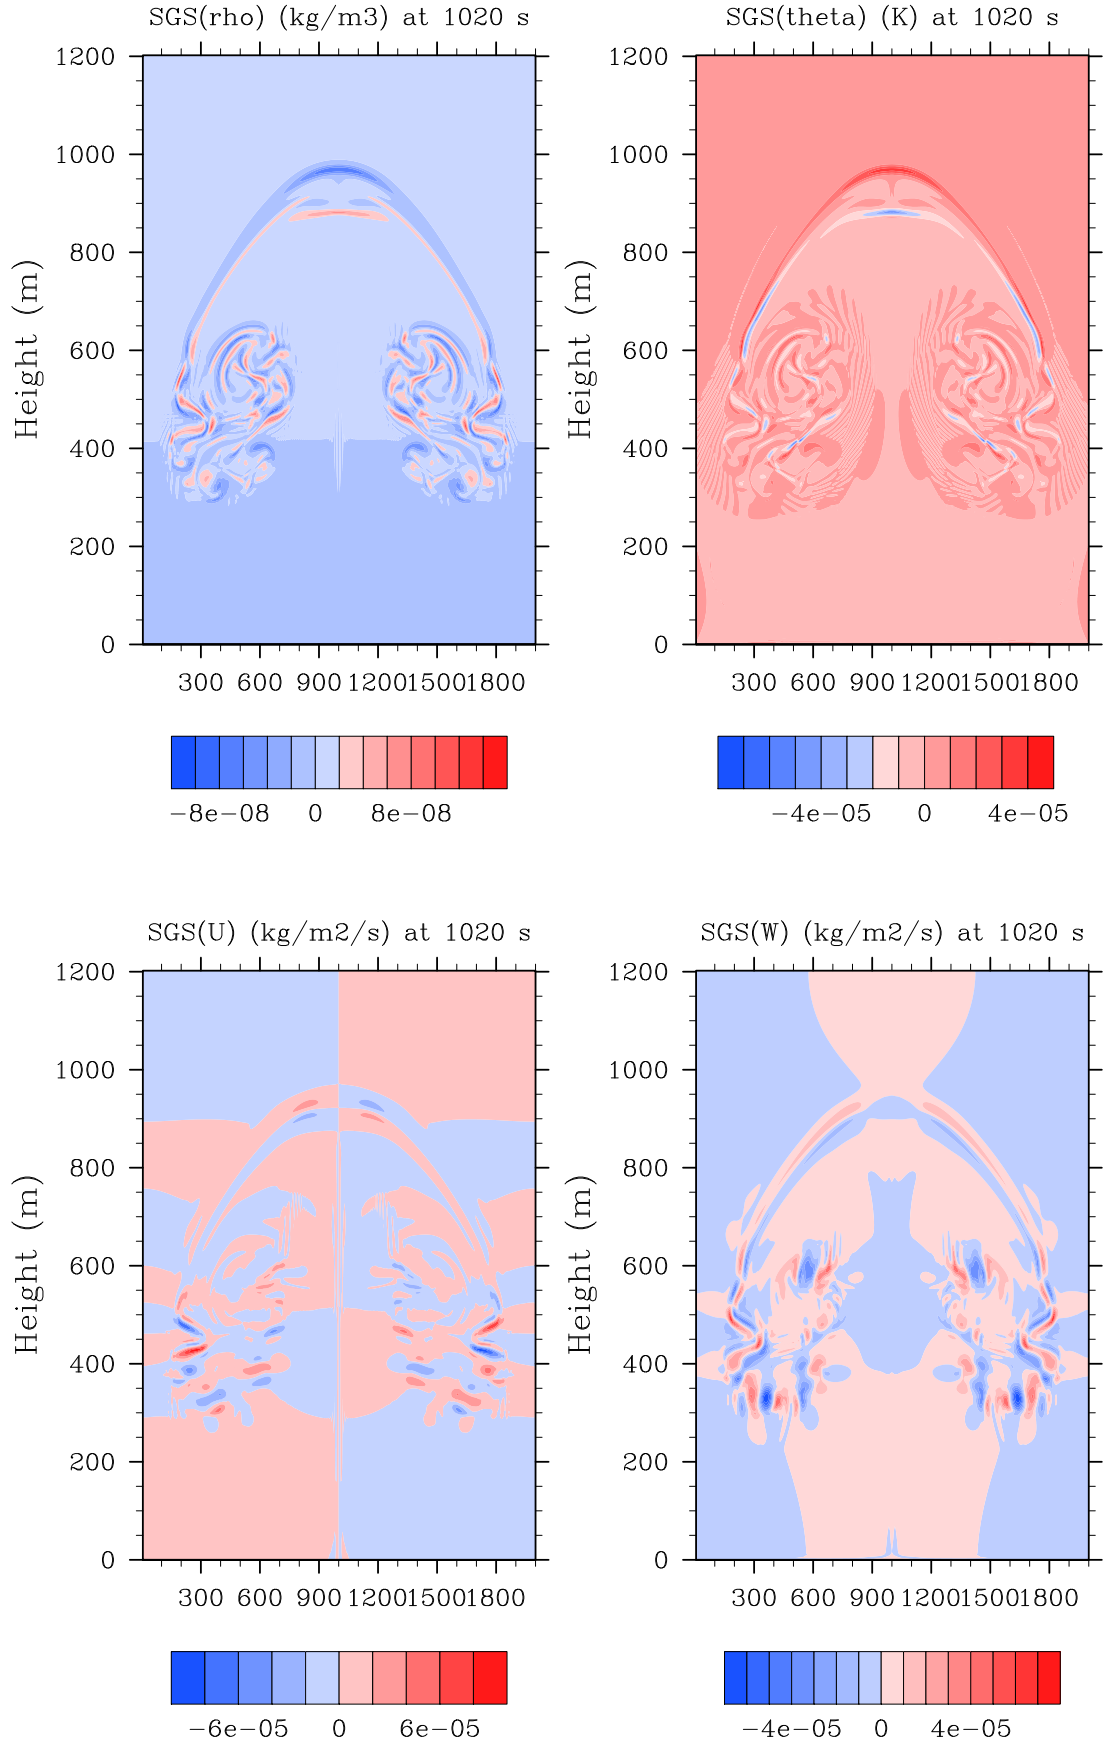 SGS(rho) (kg/m3) at 1020 s
SGS(theta) (K) at 1020 s
1200
1000
800
600
400
200
0
Height (m)
300 600 900 1200 1500 1800
−8e−08 0 8e−08
1200
1000
800
600
400
200
0
Height (m)
300 600 900 1200 1500 1800
−4e−05 0 4e−05
SGS(U) (kg/m2/s) at 1020 s
SGS(W) (kg/m2/s) at 1020 s
1200
1000
800
600
400
200
0
Height (m)
300 600 900 1200 1500 1800
−6e−05 0 6e−05
1200
1000
800
600
400
200
0
Height (m)
300 600 900 1200 1500 1800
−4e−05 0 4e−05